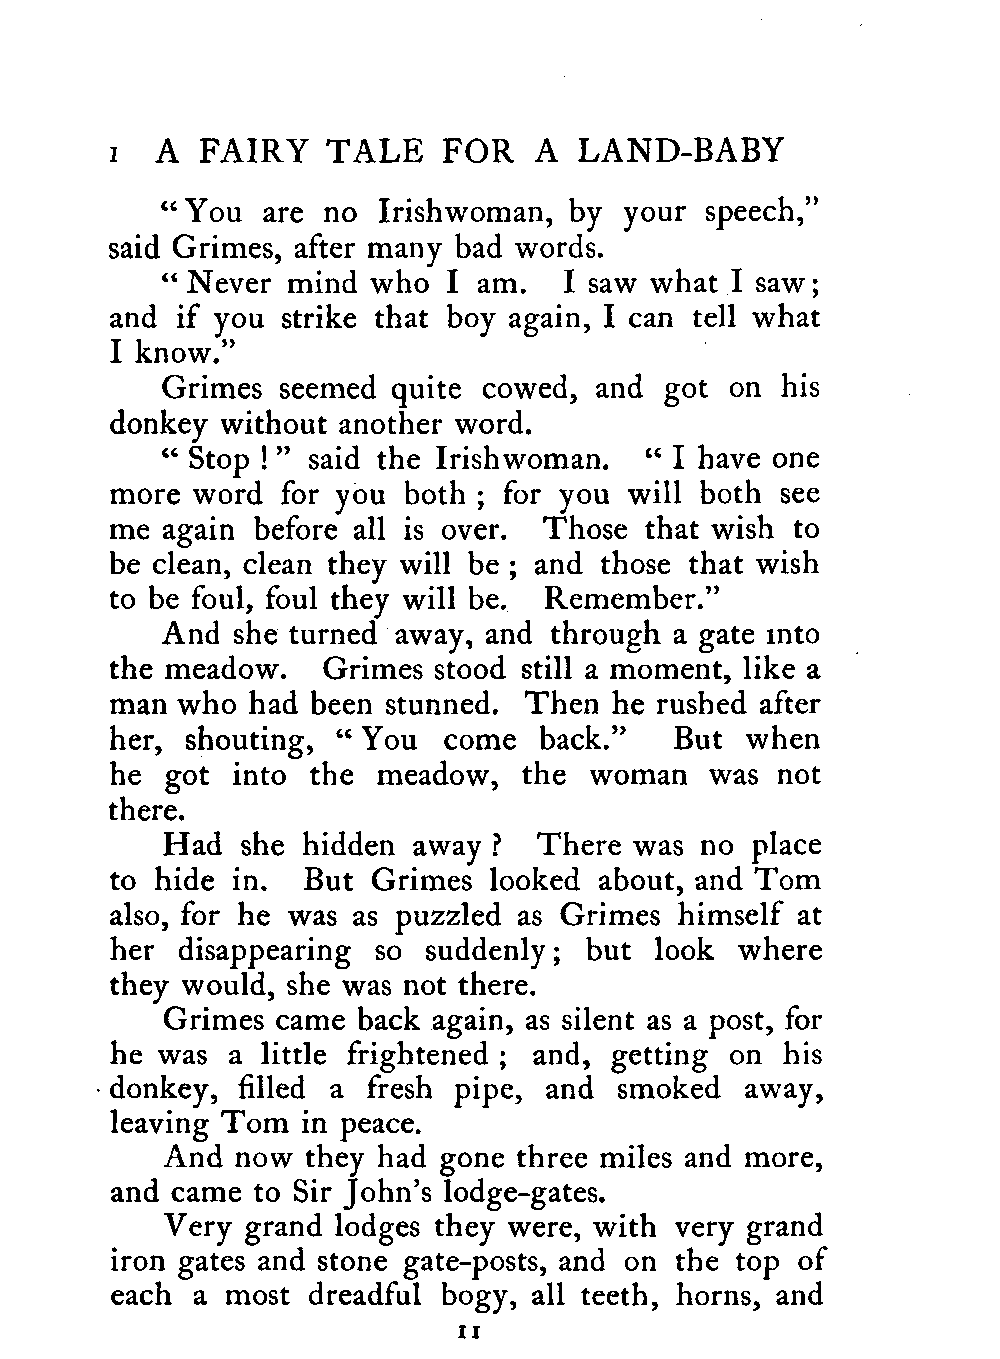 I A FAIRY TALE FOR A LAND-BABY
“You are no Irishwoman, by your speech,”
said Grimes, after many bad words.
“Never mind who I am. I saw what I saw;
and if you strike that boy again, I can tell what
I know.”
Grimes seemed quite cowed, and got on his
donkey without another word.
“Stop!” said the Irishwoman. “I have one
more word for you both; for you will both see
me again before all is over. Those that wish to
be clean, clean they will be; and those that wish
to be foul, foul they will be. Remember.”
And she turned away, and through a gate into
the meadow. Grimes stood still a moment, like a
man who had been stunned. Then he rushed after
her, shouting, “You come back.” But when
he got into the meadow, the woman was not
there.
Had she hidden away? There was no place
to hide in. But Grimes looked about, and Tom
also, for he was as puzzled as Grimes himself at
her disappearing so suddenly; but look where
they would, she was not there.
Grimes came back again, as silent as a post, for
he was a little frightened; and, getting on his
donkey, filled a fresh pipe, and smoked away,
leaving Tom in peace.
And now they had gone three miles and more,
and came to Sir John's lodge-gates.
Very grand lodges they were, with very grand
iron gates and stone gate-posts, and on the top of
each a most dreadful bogy, all teeth, horns, and
11